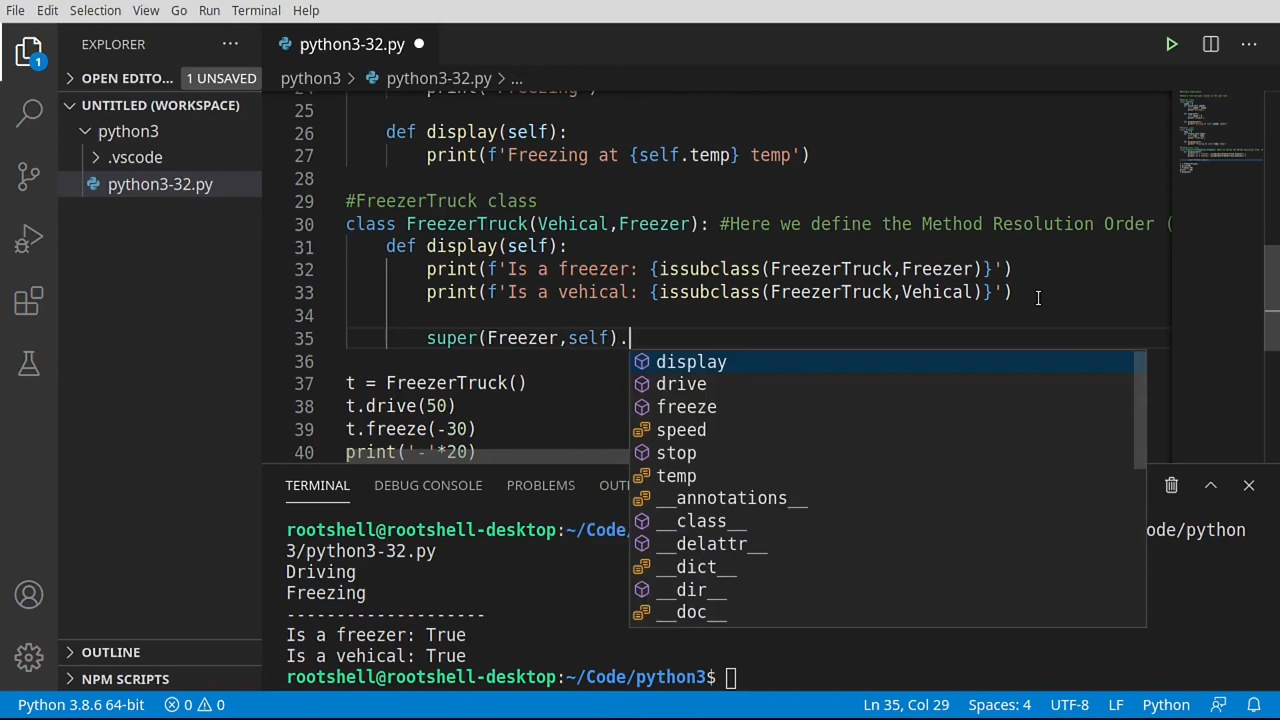 File Edit Selection View Go Run Terminal Help
EXPLORER
python3-32.py
OPEN EDITO... 1 UNSAVED
python3 > python3-32.py > ...
1
UNTITLED (WORKSPACE)
python3
.vscode
python3-32.py
25
26 def display(self):
27 print(f'Freezing at {self.temp} temp')
28
29 #FreezerTruck class
30 class FreezerTruck(Vehical,Freezer): #Here we define the Method Resolution Order (
31 def display(self):
32 print(f'Is a freezer: {issubclass(FreezerTruck,Freezer)}')
33 print(f'Is a vehical: {issubclass(FreezerTruck,Vehical)}')
34
35 super(Freezer,self).
36
37 t = FreezerTruck()
38 t.drive(50)
39 t.freeze(-30)
40 print('-'*20)
display
drive
freeze
speed
stop
temp
__annotations__
__class__
__delattr__
__dict__
__dir__
__doc__
TERMINAL DEBUG CONSOLE PROBLEMS OUT
rootshell@rootshell-desktop:~/Code/ ode/python
3/python3-32.py
Driving
Freezing
--------------------
Is a freezer: True
Is a vehical: True
rootshell@rootshell-desktop:~/Code/python3$
OUTLINE
NPM SCRIPTS
Python 3.8.6 64-bit 0 0 Ln 35, Col 29 Spaces: 4 UTF-8 LF Python